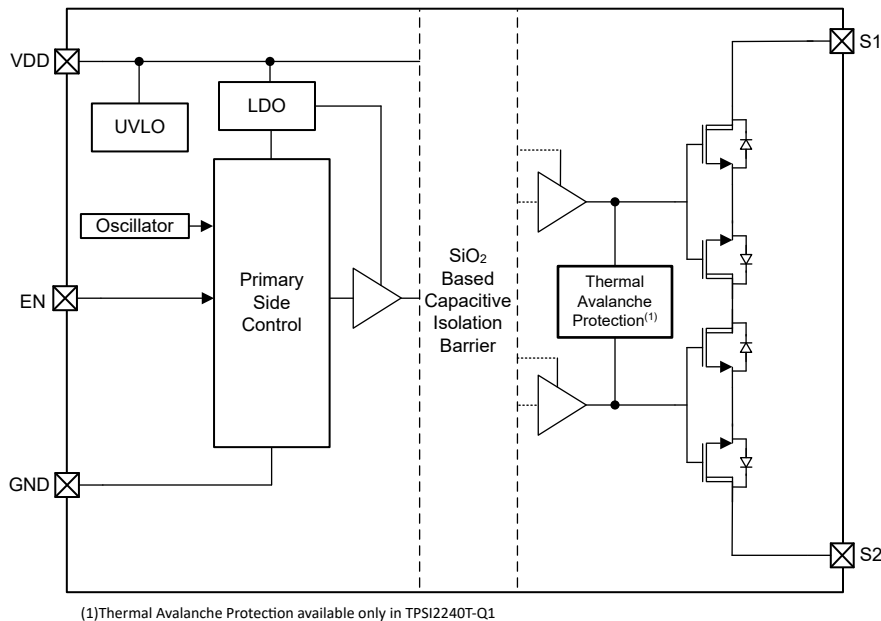 VDD
UVLO
LDO
Oscillator
EN
Primary
Side
Control
GND
SiO₂
Based
Capacitive
Isolation
Barrier
Thermal
Avalanche
Protection⁽¹⁾
S1
S2
(1)Thermal Avalanche Protection available only in TPSI2240T-Q1